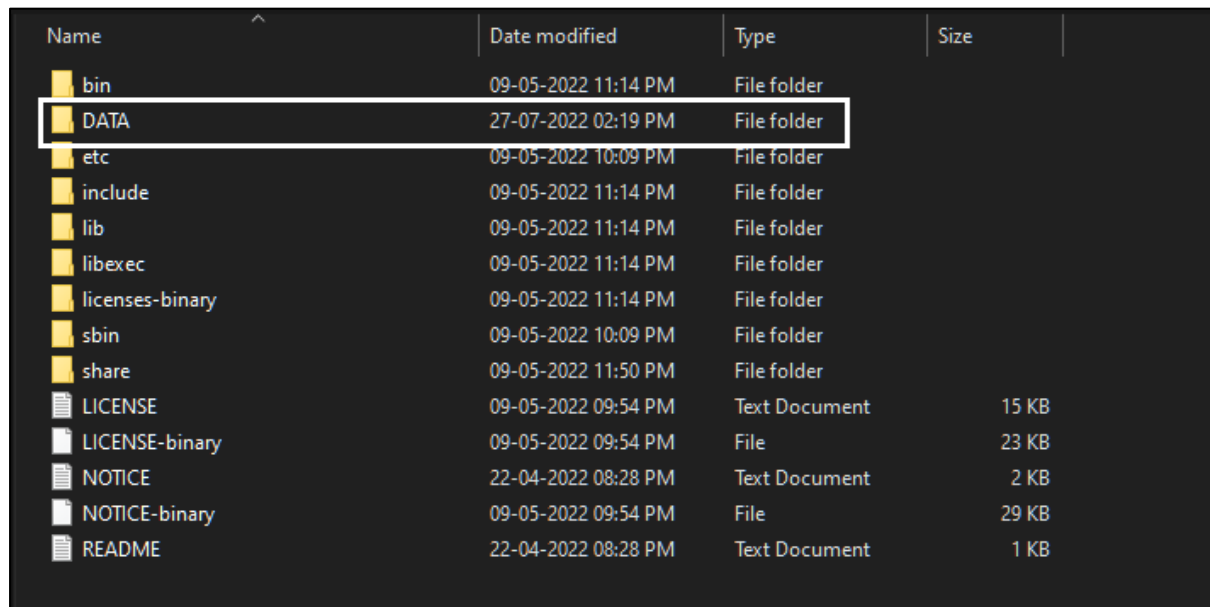 Name Date modified Type Size
bin 09-05-2022 11:14 PM File folder
DATA 27-07-2022 02:19 PM File folder
etc 09-05-2022 10:09 PM File folder
include 09-05-2022 11:14 PM File folder
lib 09-05-2022 11:14 PM File folder
libexec 09-05-2022 11:14 PM File folder
licenses-binary 09-05-2022 11:14 PM File folder
sbin 09-05-2022 10:09 PM File folder
share 09-05-2022 11:50 PM File folder
LICENSE 09-05-2022 09:54 PM Text Document 15 KB
LICENSE-binary 09-05-2022 09:54 PM File 23 KB
NOTICE 22-04-2022 08:28 PM Text Document 2 KB
NOTICE-binary 09-05-2022 09:54 PM File 29 KB
README 22-04-2022 08:28 PM Text Document 1 KB